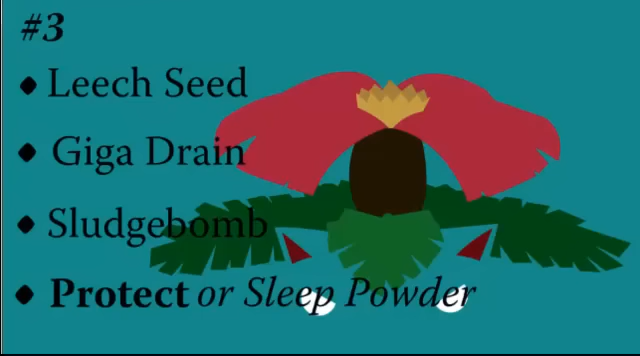 #3
Leech Seed
Giga Drain
Sludgebomb
Protect or Sleep Powder